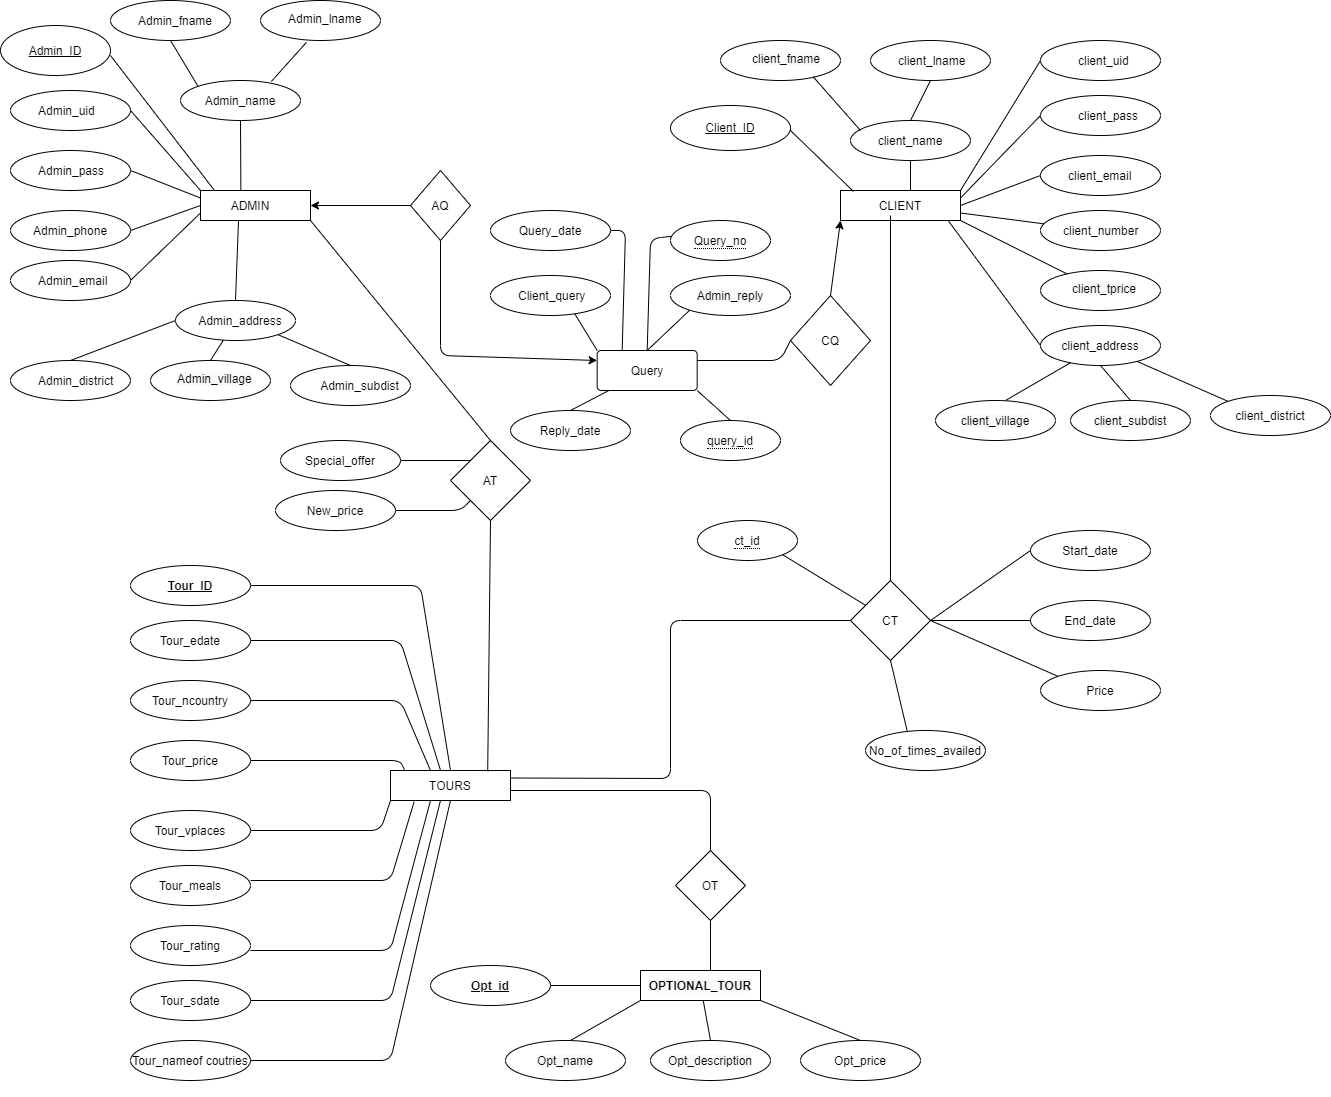 Admin_fname
Admin_lname
Admin_ID
Admin_name
Admin_uid
Admin_pass
Admin_phone
Admin_email
ADMIN
Admin_address
Admin_district
Admin_village
Admin_subdist
AQ
client_fname
client_lname
client_uid
Client_ID
client_name
client_pass
client_email
CLIENT
client_number
client_tprice
client_address
client_village
client_subdist
client_district
Query_date
Query_no
Client_query
Admin_reply
CQ
Query
Reply_date
query_id
Special_offer
AT
New_price
ct_id
Start_date
CT
End_date
Price
No_of_times_availed
Tour_ID
Tour_edate
Tour_ncountry
Tour_price
TOURS
Tour_vplaces
Tour_meals
Tour_rating
Tour_sdate
Tour_nameof coutries
OT
Opt_id
OPTIONAL_TOUR
Opt_name
Opt_description
Opt_price